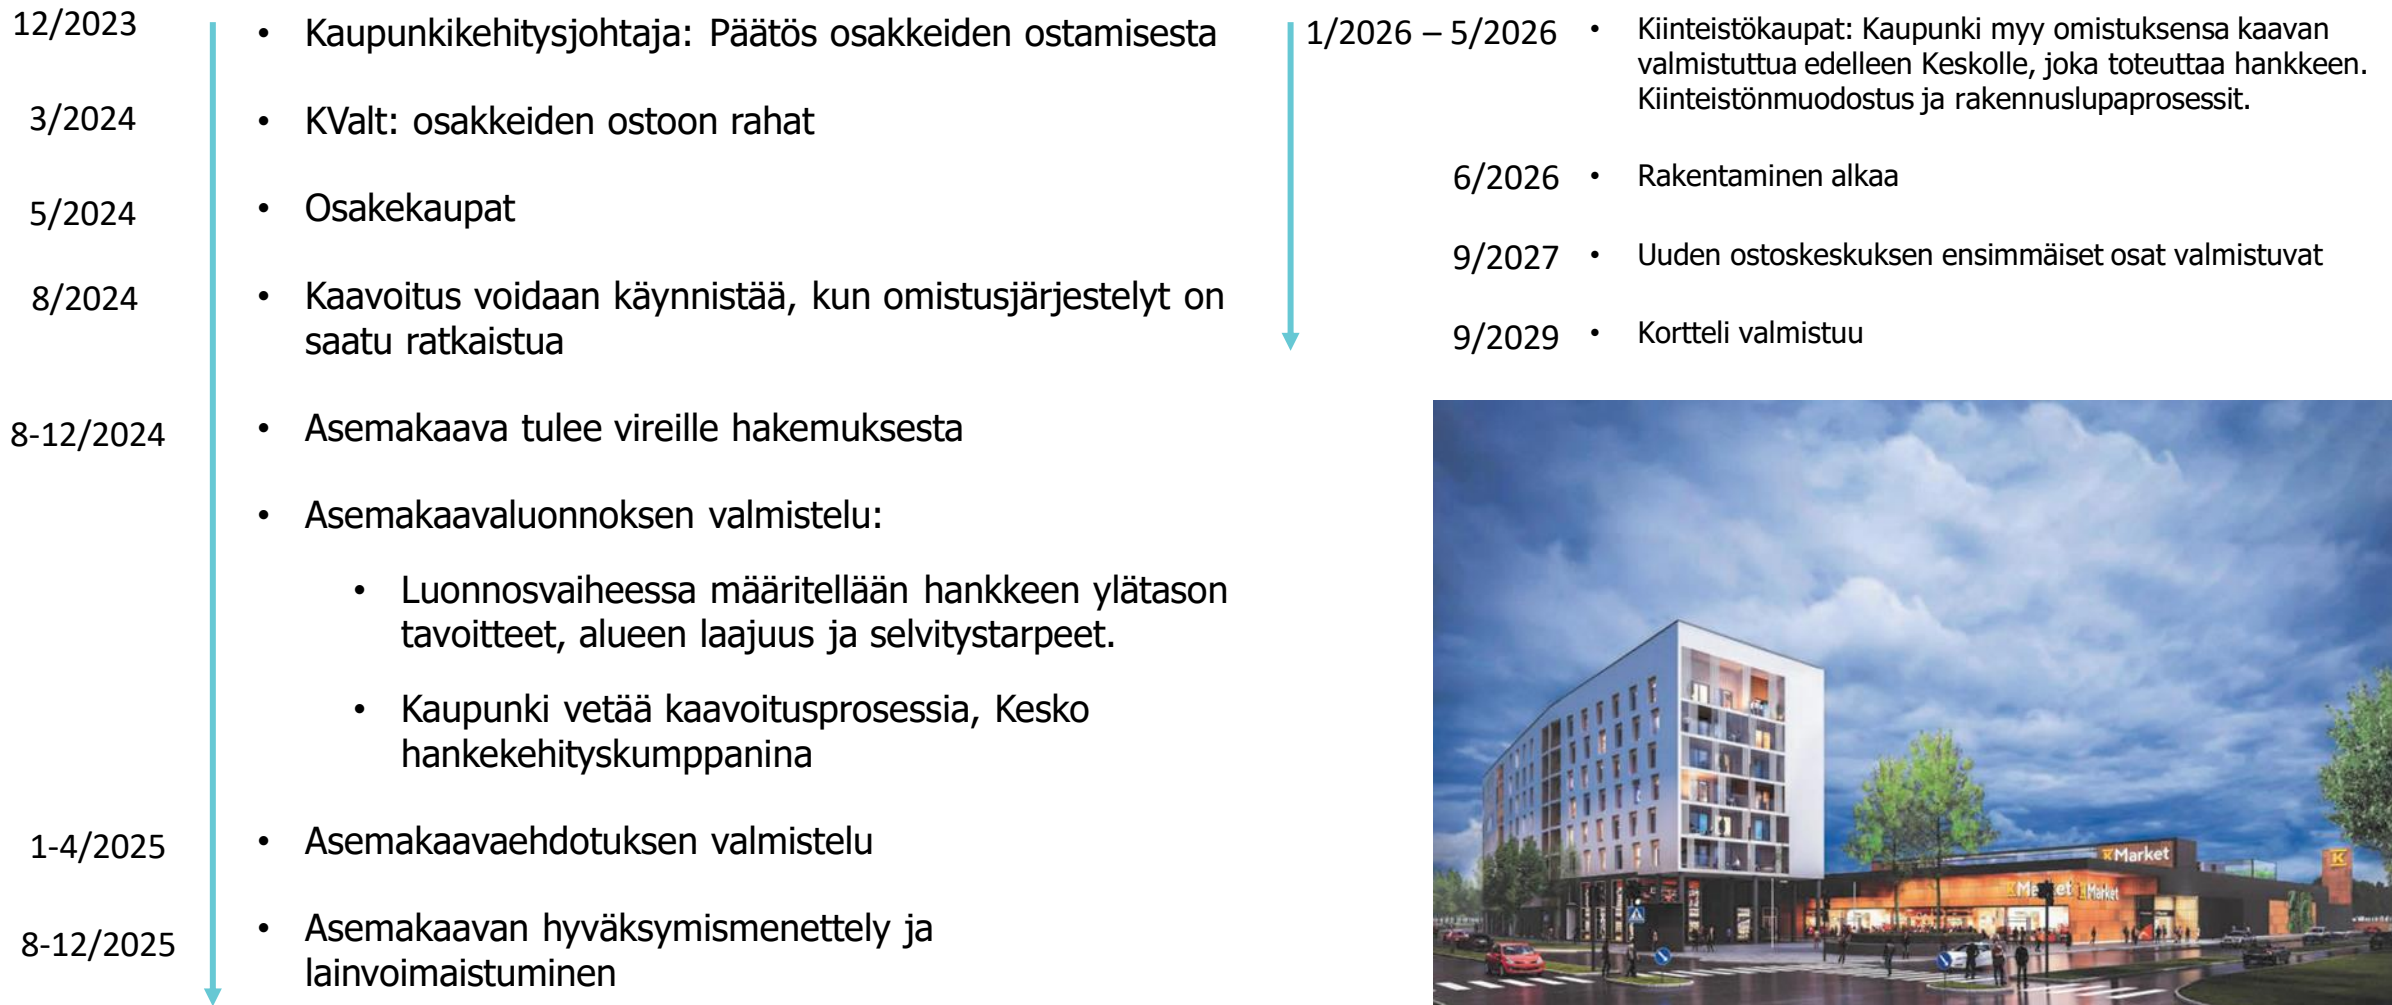 12/2023
• Kaupunkikehitysjohtaja: Päätös osakkeiden ostamisesta
3/2024
• KValt: osakkeiden ostoon rahat
5/2024
• Osakekaupat
8/2024
• Kaavoitus voidaan käynnistää, kun omistusjärjestelyt on
saatu ratkaistua
8-12/2024
• Asemakaava tulee vireille hakemuksesta
• Asemakaavaluonnoksen valmistelu:
• Luonnosvaiheessa määritellään hankkeen ylätason
tavoitteet, alueen laajuus ja selvitystarpeet.
• Kaupunki vetää kaavoitusprosessia, Kesko
hankekehityskumppanina
1-4/2025
• Asemakaavaehdotuksen valmistelu
8-12/2025
• Asemakaavan hyväksymismenettely ja
lainvoimaistuminen
1/2026 – 5/2026
• Kiinteistökaupat: Kaupunki myy omistuksensa kaavan
valmistuttua edelleen Keskolle, joka toteuttaa hankkeen.
Kiinteistönmuodostus ja rakennuslupaprosessit.
6/2026
• Rakentaminen alkaa
9/2027
• Uuden ostoskeskuksen ensimmäiset osat valmistuvat
9/2029
• Kortteli valmistuu
K Market
K
K Market